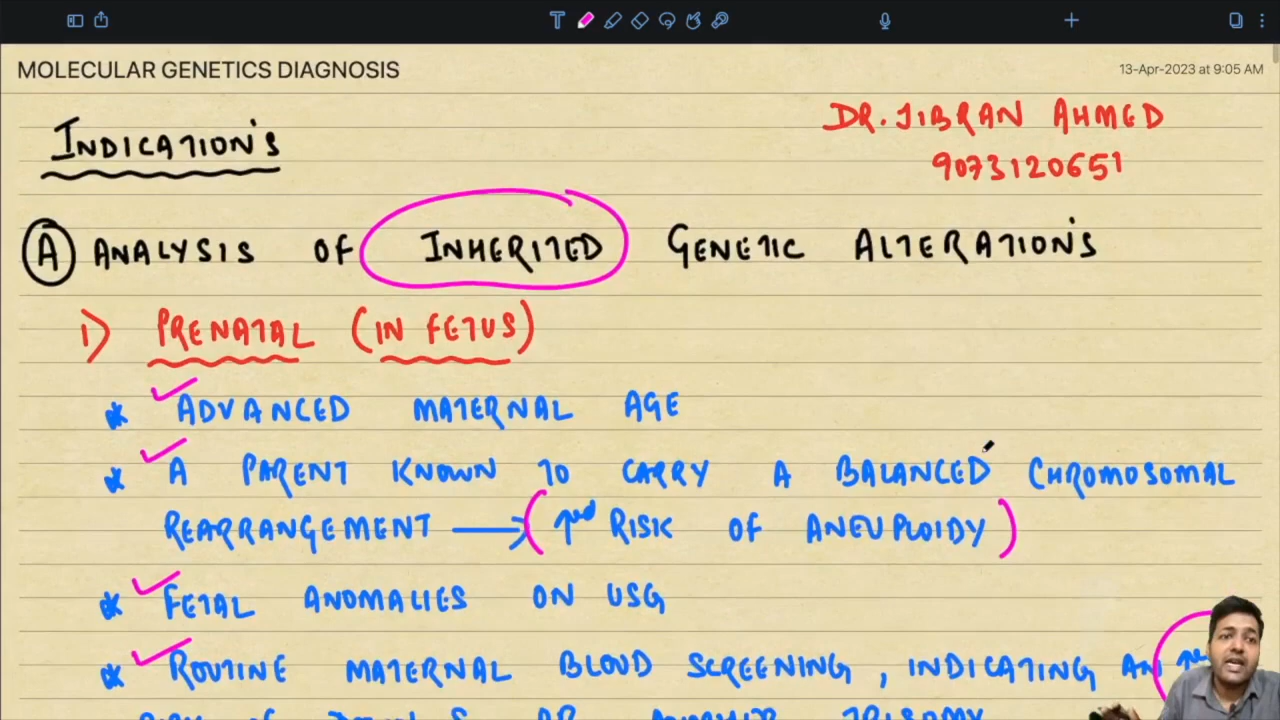 MOLECULAR GENETICS DIAGNOSIS
13-Apr-2023 at 9:05 AM
INDICATION'S
DR. JIBRAN AHMED
9073120651
A ANALYSIS OF INHERITED GENETIC ALTERATION'S
1) PRENATAL (IN FETUS)
* ADVANCED MATERNAL AGE
* A PARENT KNOWN TO CARRY A BALANCED CHROMOSOMAL
REARRANGEMENT → (↑ed RISK OF ANEUPLOIDY)
* FETAL ANOMALIES ON USG
* ROUTINE MATERNAL BLOOD SCREENING, INDICATING AN